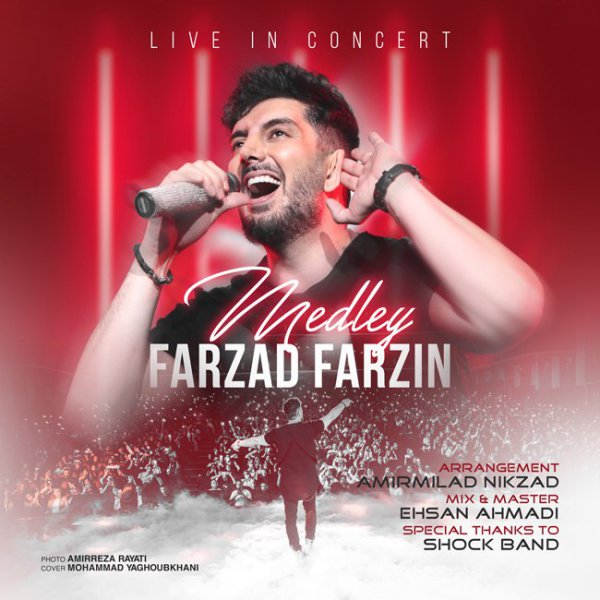 LIVE IN CONCERT
Medley
FARZAD FARZIN
ARRANGEMENT
AMIRMILAD NIKZAD
MIX & MASTER
EHSAN AHMADI
SPECIAL THANKS TO
SHOCK BAND
PHOTO AMIRREZA RAYATI
COVER MOHAMMAD YAGHOUBKHANI